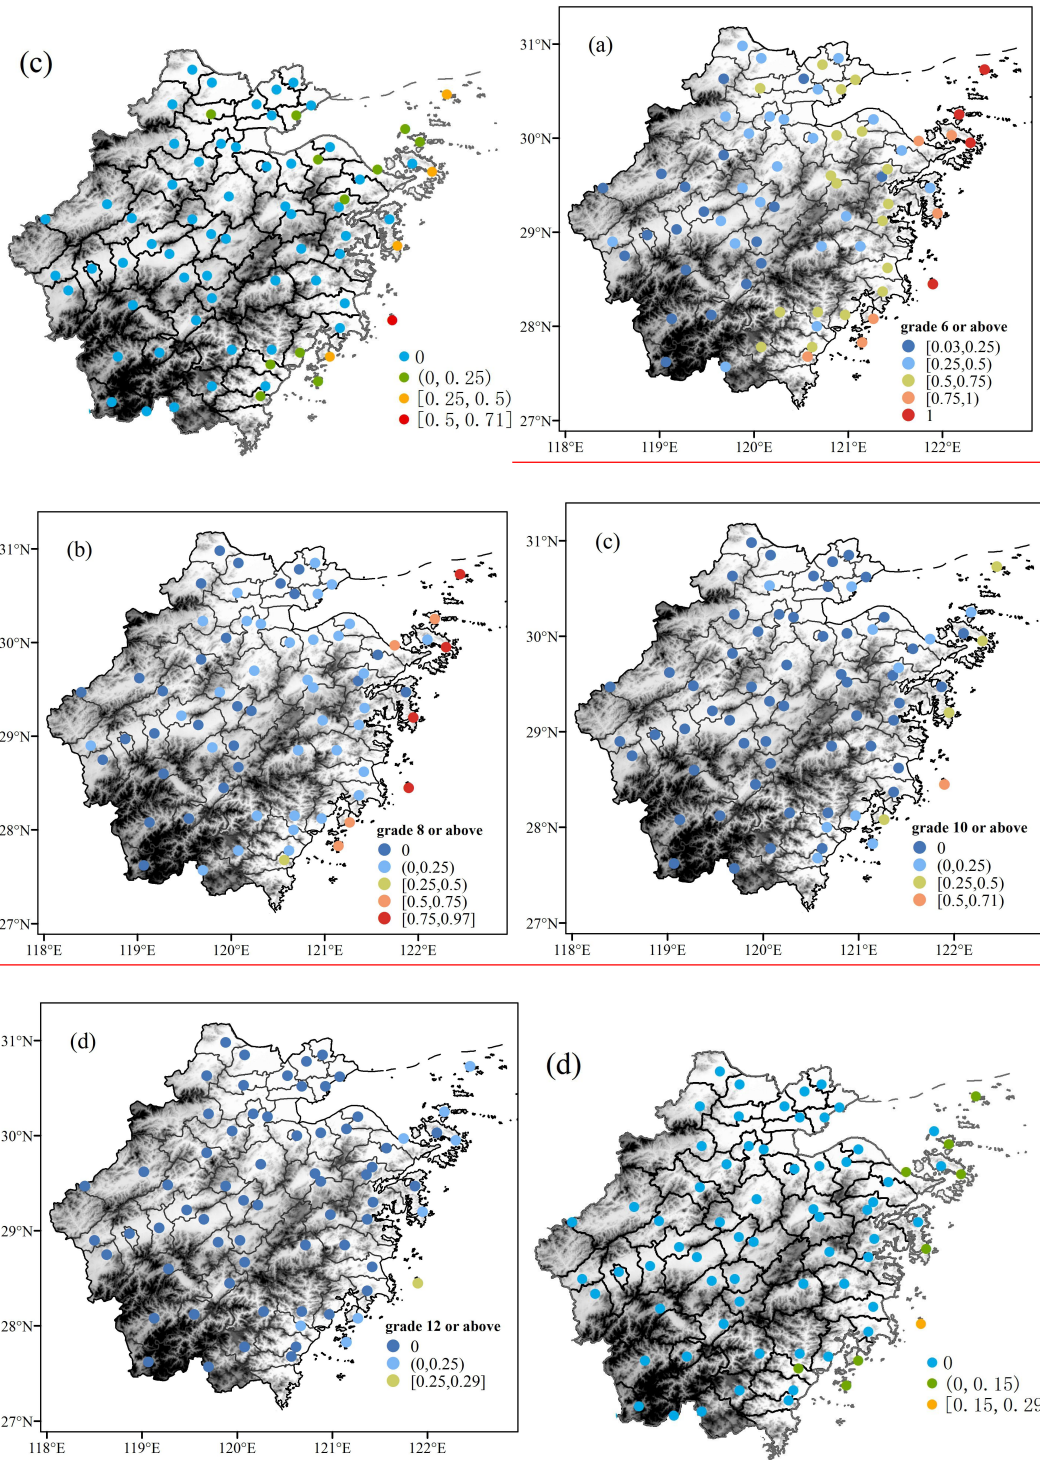 (c)
0
(0, 0.25)
[0.25, 0.5)
[0.5, 0.71]
(a)
31°N
30°N
29°N
28°N
27°N
118°E 119°E 120°E 121°E 122°E
grade 6 or above
[0.03,0.25)
[0.25,0.5)
[0.5,0.75)
[0.75,1)
1
(b)
31°N
30°N
29°N
28°N
27°N
118°E 119°E 120°E 121°E 122°E
grade 8 or above
0
(0,0.25)
[0.25,0.5)
[0.5,0.75)
[0.75,0.97]
(c)
31°N
30°N
29°N
28°N
27°N
118°E 119°E 120°E 121°E 122°E
grade 10 or above
0
(0,0.25)
[0.25,0.5)
[0.5,0.71)
(d)
31°N
30°N
29°N
28°N
27°N
118°E 119°E 120°E 121°E 122°E
grade 12 or above
0
(0,0.25)
[0.25,0.29]
(d)
0
(0, 0.15)
[0.15, 0.29